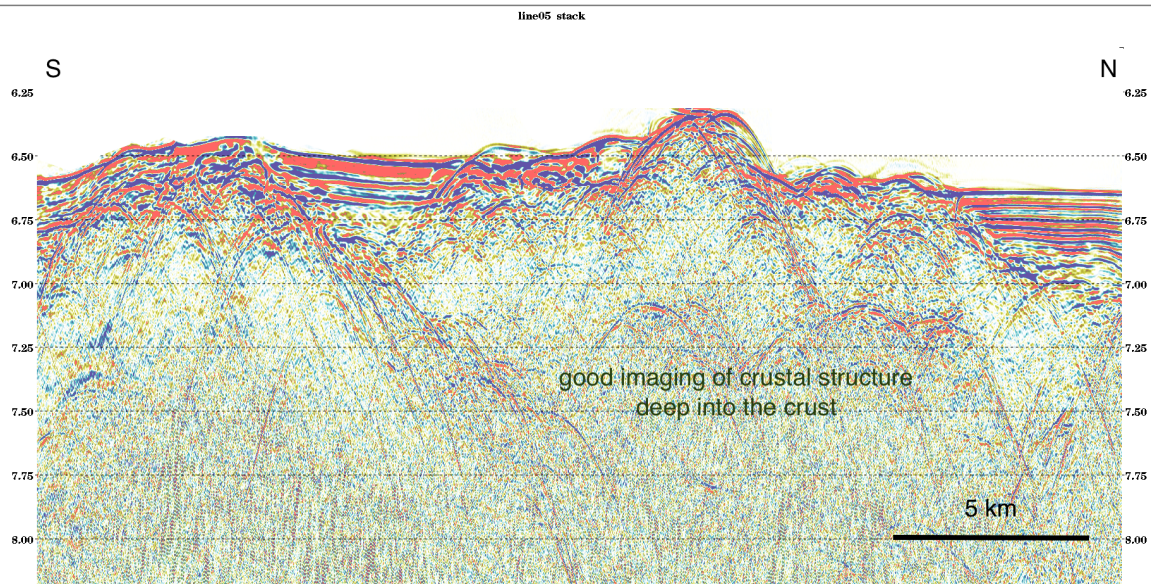 line05 stack
S
N
6.25
6.25
6.50
6.50
6.75
6.75
7.00
7.00
7.25
7.25
good imaging of crustal structure
deep into the crust
7.50
7.50
7.75
7.75
5 km
8.00
8.00